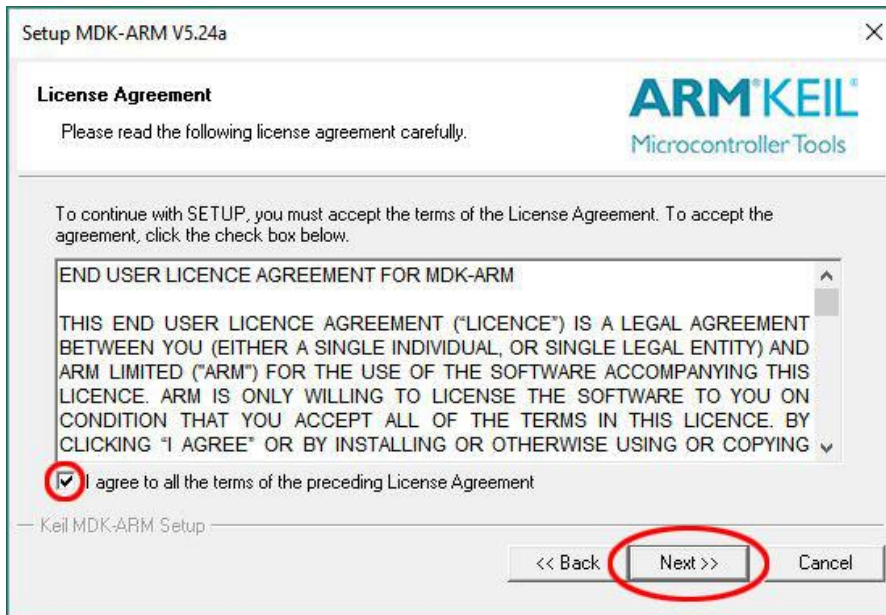 Setup MDK-ARM V5.24a
License Agreement
Please read the following license agreement carefully.
ARM®KEIL®
Microcontroller Tools
To continue with SETUP, you must accept the terms of the License Agreement. To accept the
agreement, click the check box below.
END USER LICENCE AGREEMENT FOR MDK-ARM
THIS END USER LICENCE AGREEMENT (“LICENCE”) IS A LEGAL AGREEMENT
BETWEEN YOU (EITHER A SINGLE INDIVIDUAL, OR SINGLE LEGAL ENTITY) AND
ARM LIMITED ("ARM") FOR THE USE OF THE SOFTWARE ACCOMPANYING THIS
LICENCE. ARM IS ONLY WILLING TO LICENSE THE SOFTWARE TO YOU ON
CONDITION THAT YOU ACCEPT ALL OF THE TERMS IN THIS LICENCE. BY
CLICKING “I AGREE” OR BY INSTALLING OR OTHERWISE USING OR COPYING
I agree to all the terms of the preceding License Agreement
Keil MDK-ARM Setup
<< Back Next >> Cancel